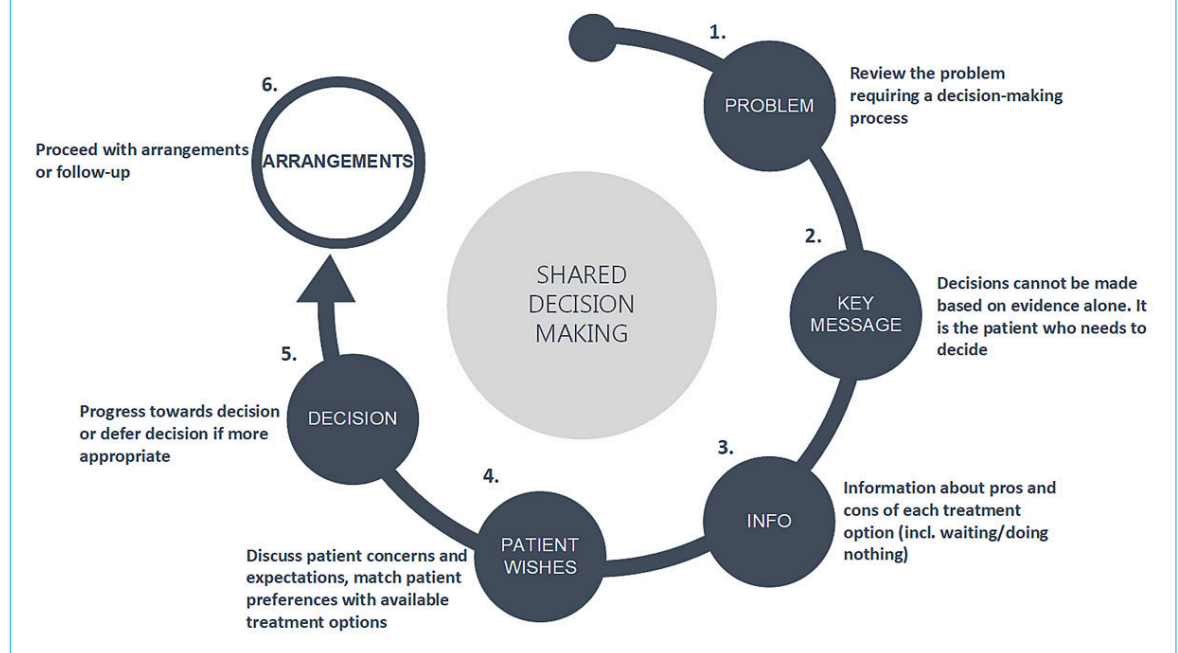 1.
PROBLEM
Review the problem
requiring a decision-making
process
2.
KEY
MESSAGE
Decisions cannot be made
based on evidence alone. It
is the patient who needs to
decide
3.
INFO
Information about pros and
cons of each treatment
option (incl. waiting/doing
nothing)
4.
PATIENT
WISHES
Discuss patient concerns and
expectations, match patient
preferences with available
treatment options
5.
DECISION
Progress towards decision
or defer decision if more
appropriate
6.
ARRANGEMENTS
Proceed with arrangements
or follow-up
SHARED
DECISION
MAKING